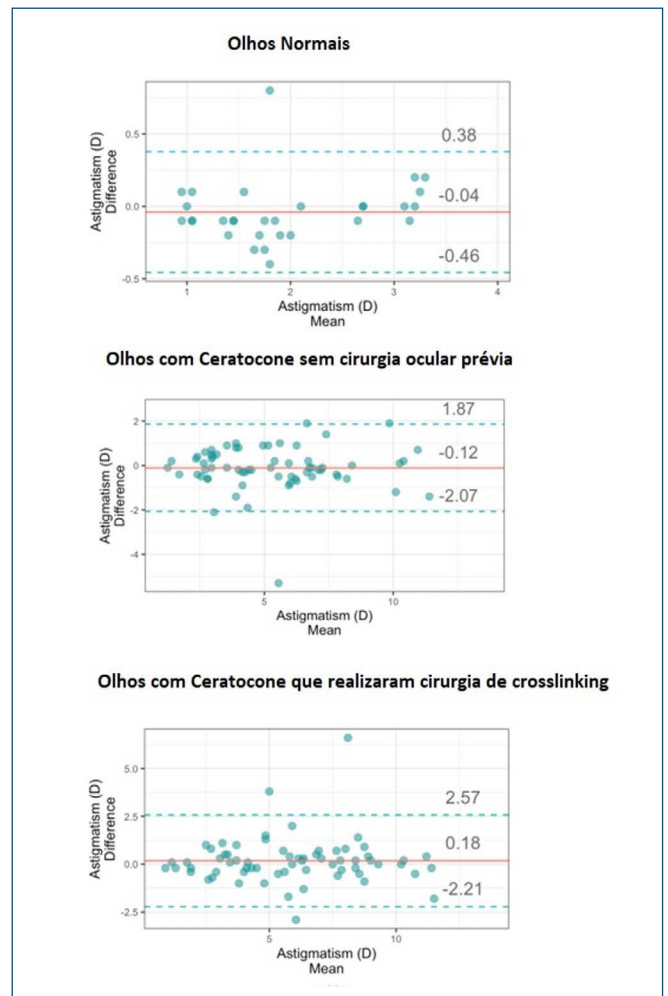 Olhos Normais
0.38
0.5
-0.04
0.0
-0.46
-0.5
Astigmatism (D)
Difference
1 2 3 4
Astigmatism (D)
Mean
Olhos com Ceratocone sem cirurgia ocular prévia
1.87
2
-0.12
0
-2.07
-2
-4
Astigmatism (D)
Difference
5 10
Astigmatism (D)
Mean
Olhos com Ceratocone que realizaram cirurgia de crosslinking
5.0
2.57
2.5
0.18
0.0
-2.21
-2.5
Astigmatism (D)
Difference
5 10
Astigmatism (D)
Mean